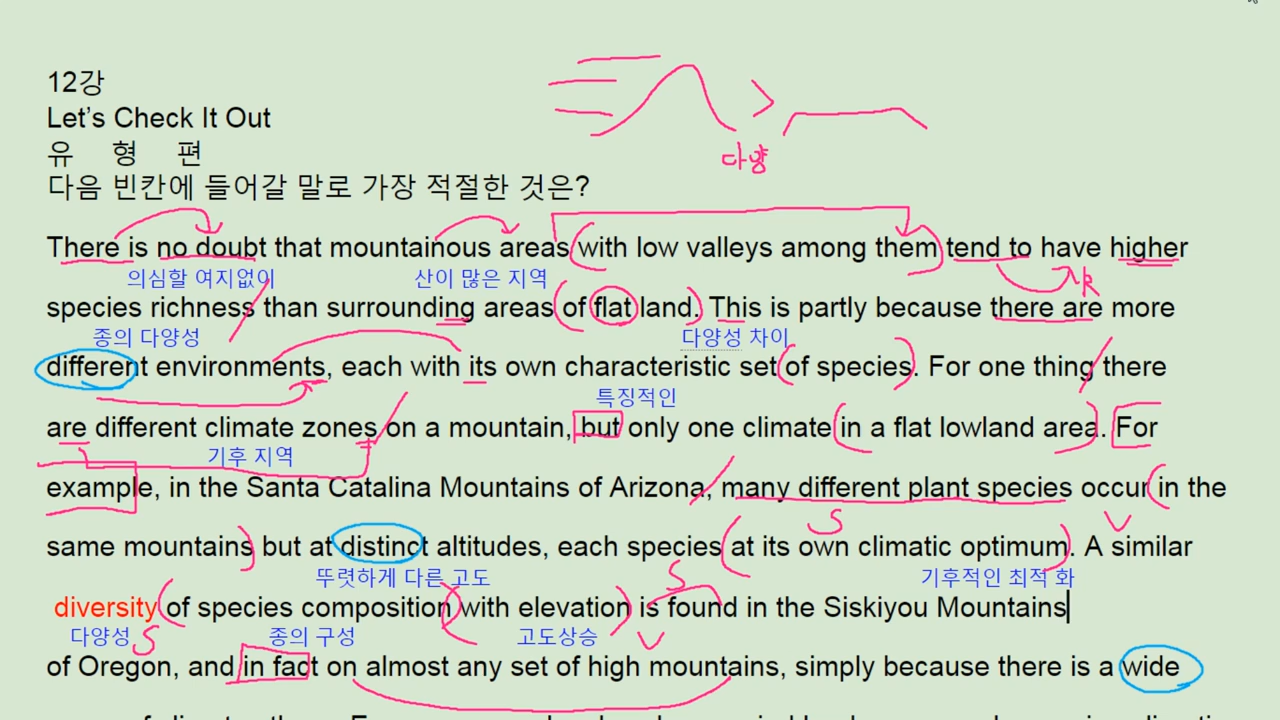 12강
Let's Check It Out
유 형 편
다음 빈칸에 들어갈 말로 가장 적절한 것은?
다양
There is no doubt that mountainous areas with low valleys among them tend to have higher
의심할 여지없이 산이 많은 지역
species richness than surrounding areas of flat land. This is partly because there are more
종의 다양성 다양성 차이
different environments, each with its own characteristic set of species. For one thing there
특징적인
are different climate zones on a mountain, but only one climate in a flat lowland area. For
기후 지역
example, in the Santa Catalina Mountains of Arizona, many different plant species occur in the
S V
same mountains but at distinct altitudes, each species at its own climatic optimum. A similar
뚜렷하게 다른 고도 S 기후적인 최적 화
diversity of species composition with elevation is found in the Siskiyou Mountains
다양성 S 종의 구성 고도상승 V
of Oregon, and in fact on almost any set of high mountains, simply because there is a wide